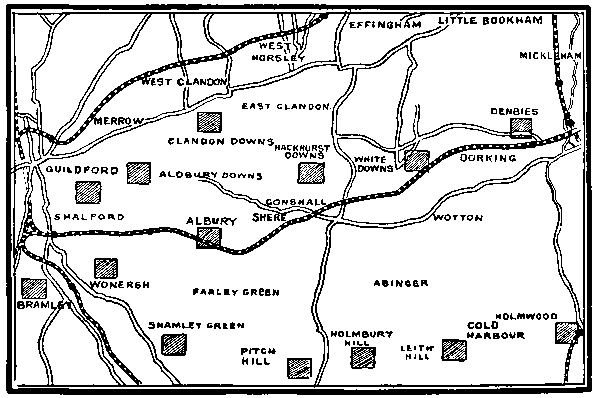 EFFINGHAM
LITTLE BOOKHAM
WEST
HORSLEY
MICKLEHAM
WEST CLANDON
EAST CLANDON
MERROW
DENBIES
CLANDON DOWNS
HACKHURST
DOWNS
WHITE
DOWNS
DORKING
GUILDFORD
ALDBURY DOWNS
GOMSHALL
SHERE
SHALFORD
ALBURY
WOTTON
WONERSH
FARLEY GREEN
ABINGER
BRAMLEY
HOLMWOOD
SHAMLEY GREEN
HOLMBURY
HILL
COLD
HARBOUR
LEITH
HILL
PITCH
HILL